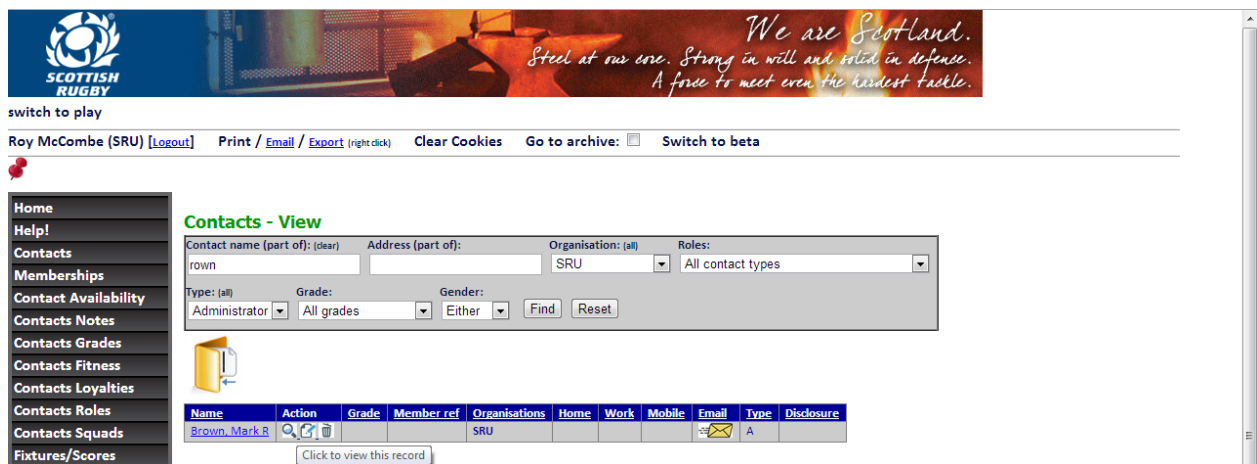 We are Scotland.
Steel at our core. Strong in will and solid in defence.
A force to meet even the hardest tackle.
SCOTTISH
RUGBY
switch to play
Roy McCombe (SRU) [Logout] Print / Email / Export (right click) Clear Cookies Go to archive: Switch to beta
Home
Help!
Contacts
Memberships
Contact Availability
Contacts Notes
Contacts Grades
Contacts Fitness
Contacts Loyalties
Contacts Roles
Contacts Squads
Fixtures/Scores
Contacts - View
Contact name (part of): (clear) Address (part of): Organisation: (all) Roles:
rown SRU All contact types
Type: (all) Grade: Gender:
Administrator All grades Either Find Reset
Name Action Grade Member ref Organisations Home Work Mobile Email Type Disclosure
Brown, Mark R SRU A
Click to view this record